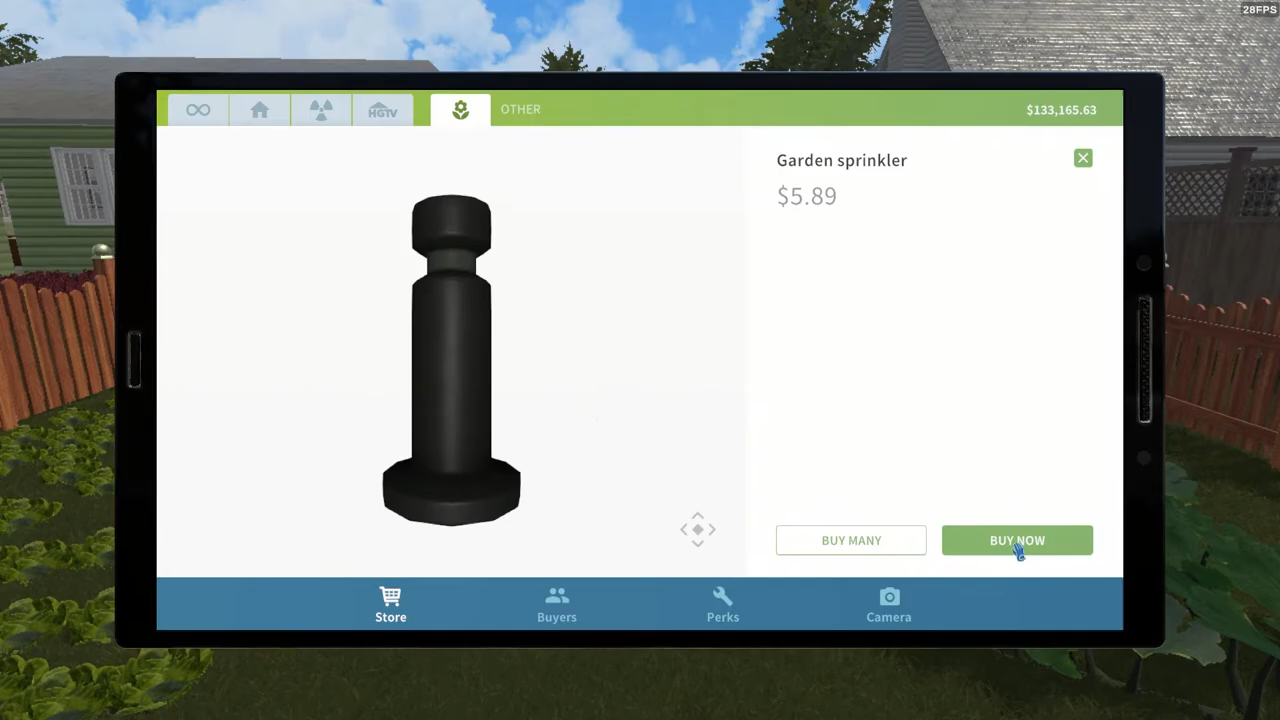 28FPS
HGTV
OTHER
$133,165.63
Garden sprinkler
$5.89
BUY MANY
BUY NOW
Store
Buyers
Perks
Camera